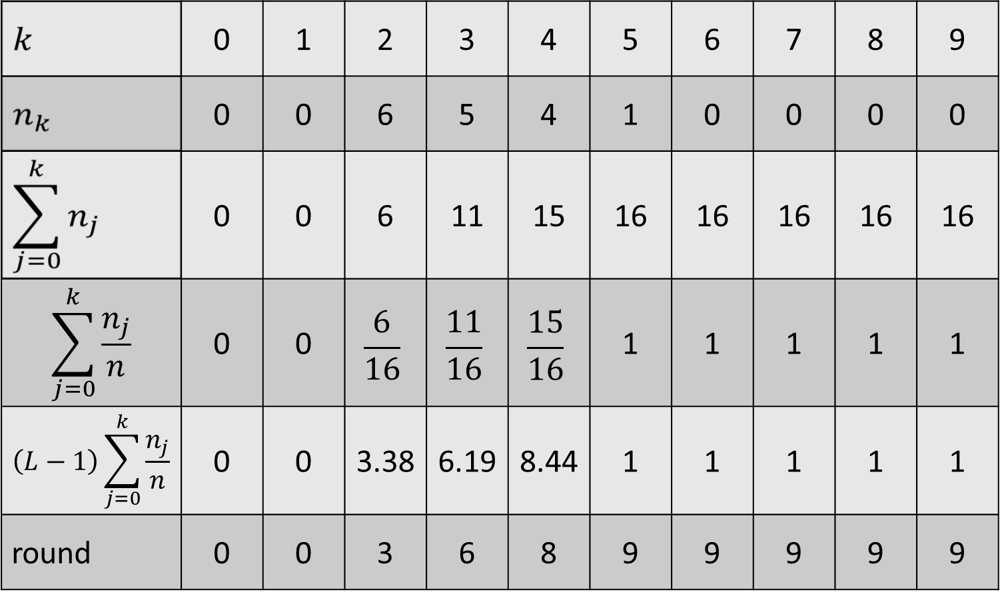 k 0 1 2 3 4 5 6 7 8 9
n_k 0 0 6 5 4 1 0 0 0 0
\sum_{j=0}^{k} n_j 0 0 6 11 15 16 16 16 16 16
\sum_{j=0}^{k} \frac{n_j}{n} 0 0 \frac{6}{16} \frac{11}{16} \frac{15}{16} 1 1 1 1 1
(L − 1) \sum_{j=0}^{k} \frac{n_j}{n} 0 0 3.38 6.19 8.44 1 1 1 1 1
round 0 0 3 6 8 9 9 9 9 9